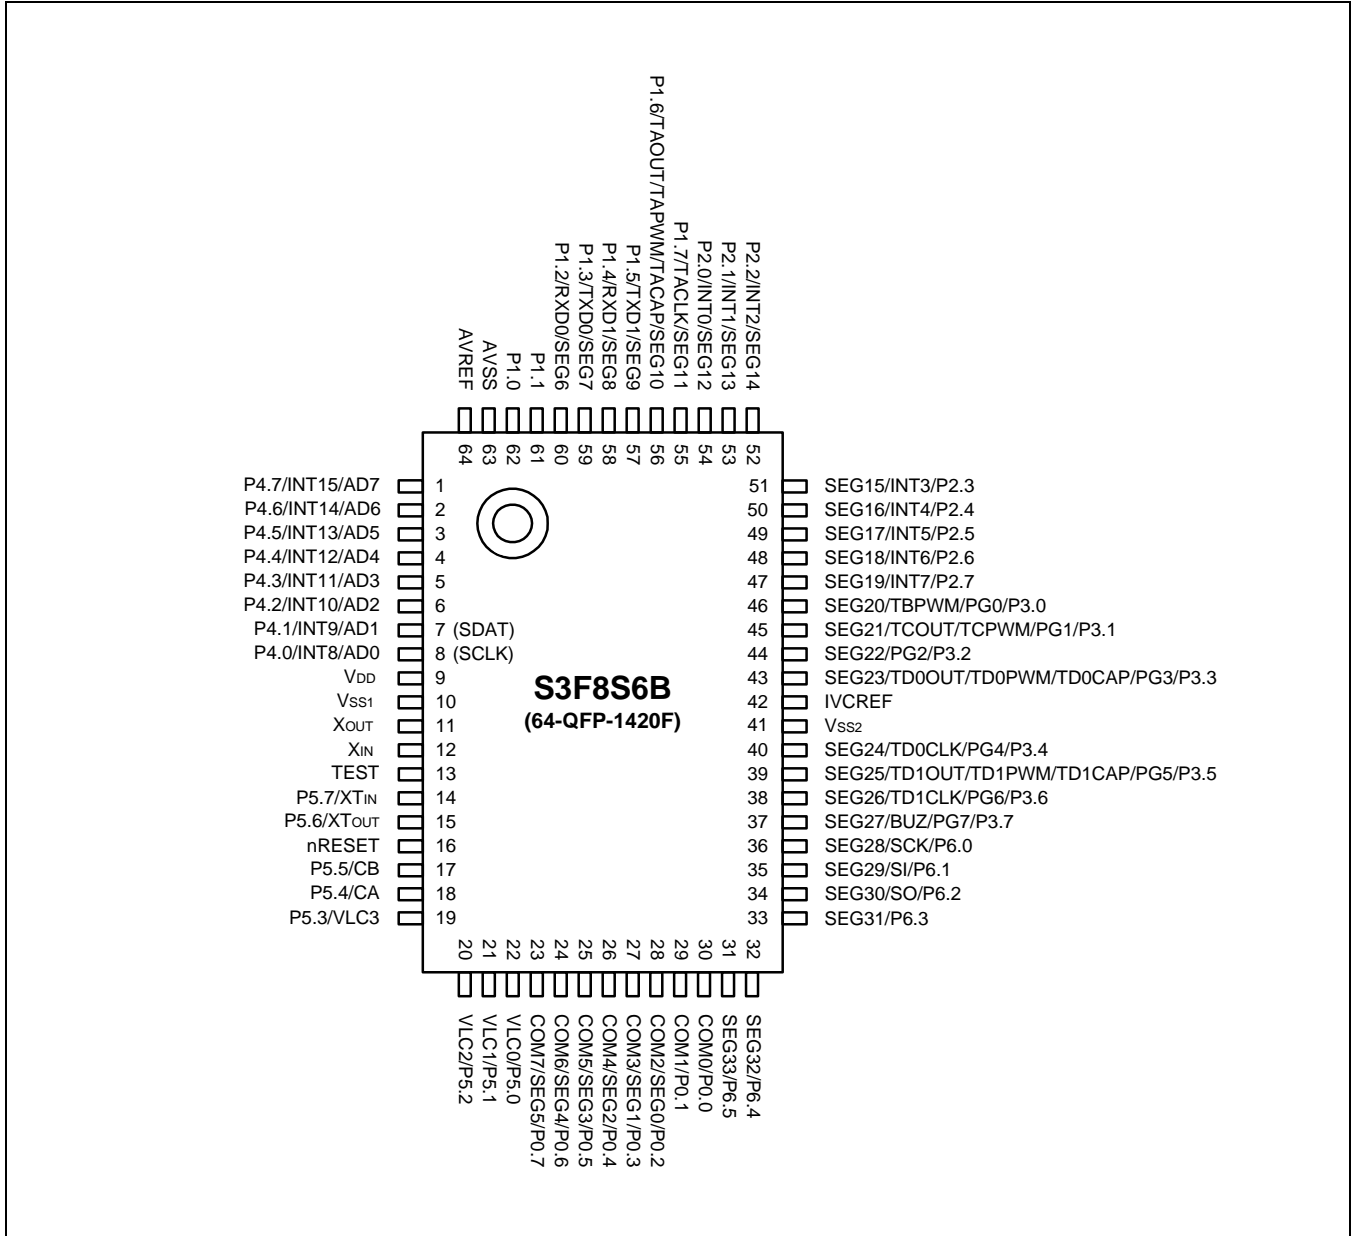 P1.6/TAOUT/TAPWM/TACAP/SEG10
P1.7/TACLK/SEG11
P2.0/INT0/SEG12
P2.1/INT1/SEG13
P2.2/INT2/SEG14
P1.5/TXD1/SEG9
P1.4/RXD1/SEG8
P1.3/TXD0/SEG7
P1.2/RXD0/SEG6
P1.1
P1.0
AVSS
AVREF
64
63
62
61
60
59
58
57
56
55
54
53
52
P4.7/INT15/AD7 1
P4.6/INT14/AD6 2
P4.5/INT13/AD5 3
P4.4/INT12/AD4 4
P4.3/INT11/AD3 5
P4.2/INT10/AD2 6
P4.1/INT9/AD1 7 (SDAT)
P4.0/INT8/AD0 8 (SCLK)
VDD 9
VSS1 10
XOUT 11
XIN 12
TEST 13
P5.7/XTIN 14
P5.6/XTOUT 15
nRESET 16
P5.5/CB 17
P5.4/CA 18
P5.3/VLC3 19
S3F8S6B
(64-QFP-1420F)
51 SEG15/INT3/P2.3
50 SEG16/INT4/P2.4
49 SEG17/INT5/P2.5
48 SEG18/INT6/P2.6
47 SEG19/INT7/P2.7
46 SEG20/TBPWM/PG0/P3.0
45 SEG21/TCOUT/TCPWM/PG1/P3.1
44 SEG22/PG2/P3.2
43 SEG23/TD0OUT/TD0PWM/TD0CAP/PG3/P3.3
42 IVCREF
41 VSS2
40 SEG24/TD0CLK/PG4/P3.4
39 SEG25/TD1OUT/TD1PWM/TD1CAP/PG5/P3.5
38 SEG26/TD1CLK/PG6/P3.6
37 SEG27/BUZ/PG7/P3.7
36 SEG28/SCK/P6.0
35 SEG29/SI/P6.1
34 SEG30/SO/P6.2
33 SEG31/P6.3
20
21
22
23
24
25
26
27
28
29
30
31
32
VLC2/P5.2
VLC1/P5.1
VLC0/P5.0
COM7/SEG5/P0.7
COM6/SEG4/P0.6
COM5/SEG3/P0.5
COM4/SEG2/P0.4
COM3/SEG1/P0.3
COM2/SEG0/P0.2
COM1/P0.1
COM0/P0.0
SEG33/P6.5
SEG32/P6.4